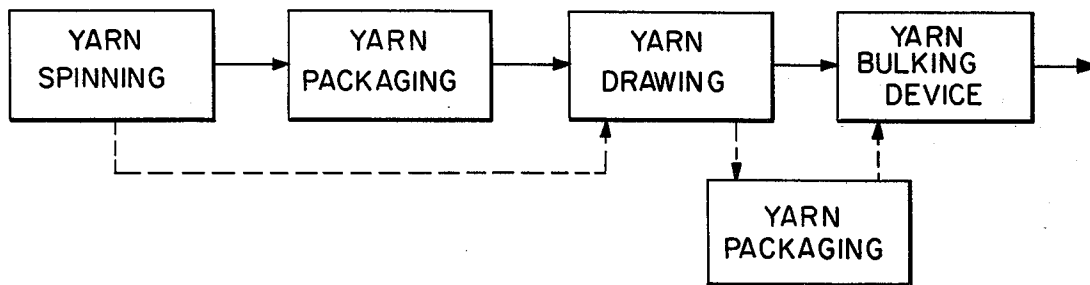 YARN
SPINNING
YARN
PACKAGING
YARN
DRAWING
YARN
BULKING
DEVICE
YARN
PACKAGING